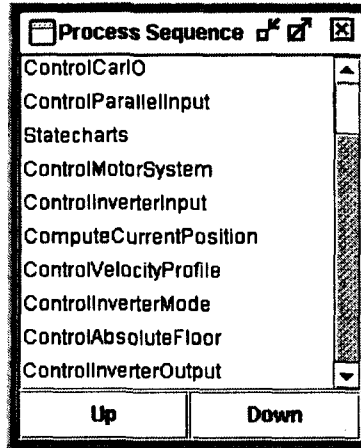 Process Sequence
ControlCarIO
ControlParallelInput
Statecharts
ControlMotorSystem
ControlInverterInput
ComputeCurrentPosition
ControlVelocityProfile
ControlInverterMode
ControlAbsoluteFloor
ControlInverterOutput
Up Down